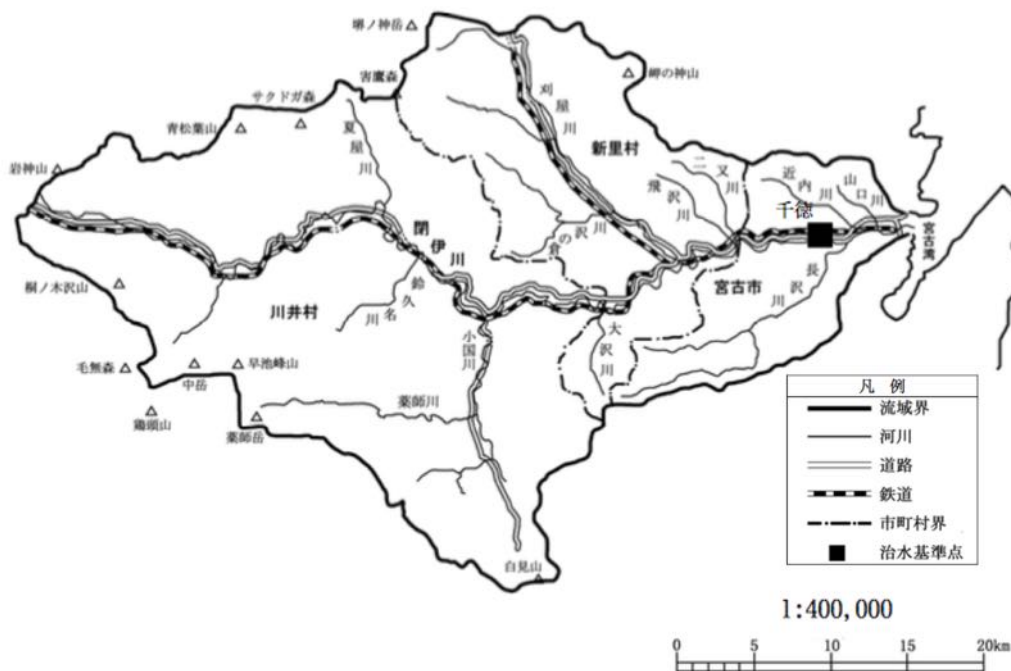 堺ノ神岳
害鷹森
サクドガ森
青松葉山
岩神山
夏屋川
刈屋川
岬の神山
新里村
二又川
飛沢川
近内川
山口川
千徳
宮古湾
閉伊川
倉の沢川
宮古市
長沢川
桐ノ木沢山
川井村
鈴久名川
小国川
大沢川
毛無森
中岳
早池峰山
鶏頭山
薬師岳
薬師川
白見山
凡 例
流域界
河川
道路
鉄道
市町村界
治水基準点
1:400,000
0 5 10 15 20km